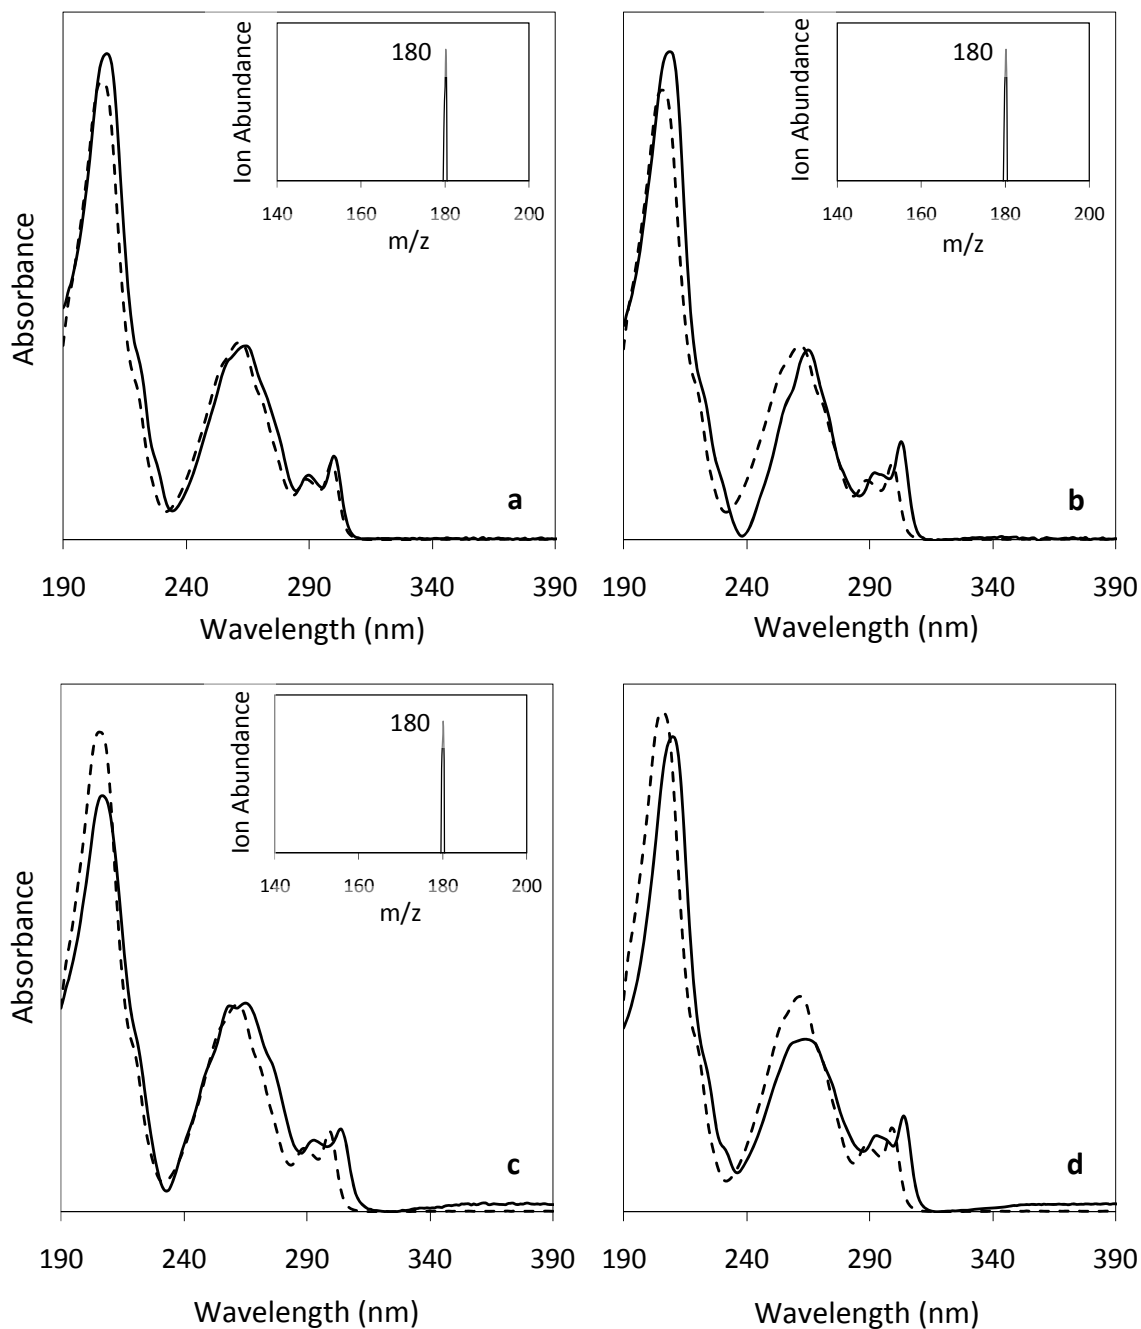 Ion Abundance
180
140 160 180 200
m/z
Absorbance
a
190 240 290 340 390
Wavelength (nm)
Ion Abundance
180
140 160 180 200
m/z
b
190 240 290 340 390
Wavelength (nm)
Ion Abundance
180
140 160 180 200
m/z
Absorbance
c
190 240 290 340 390
Wavelength (nm)
d
190 240 290 340 390
Wavelength (nm)